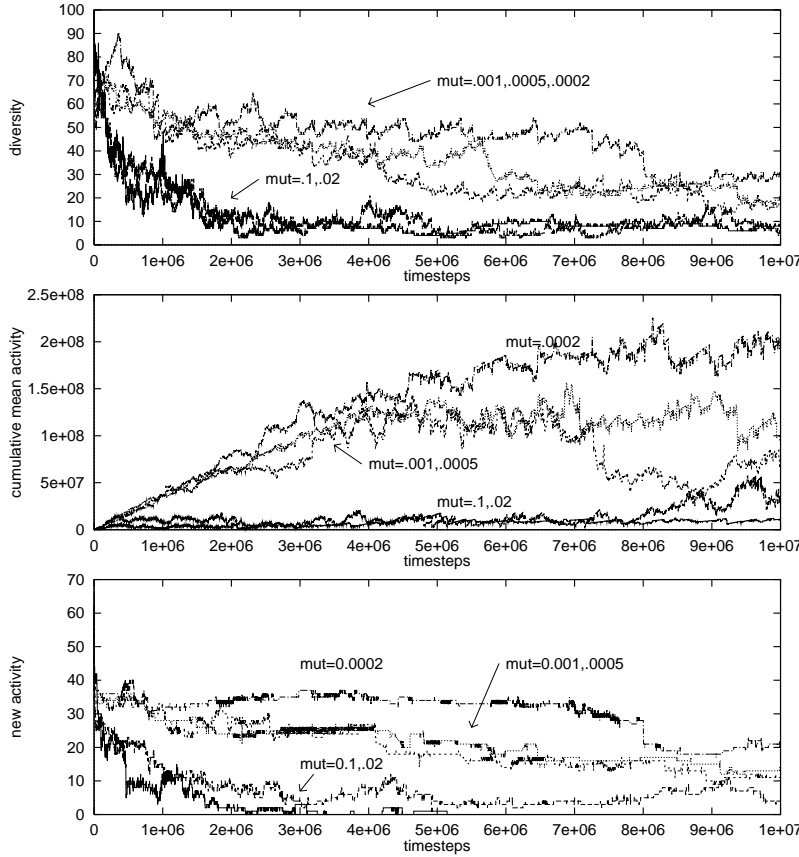 100
90
80
70
60
50
40
30
20
10
0
diversity
mut=.001,.0005,.0002
mut=.1,.02
0 1e+06 2e+06 3e+06 4e+06 5e+06 6e+06 7e+06 8e+06 9e+06 1e+07
timesteps
2.5e+08
2e+08
1.5e+08
1e+08
5e+07
0
cumulative mean activity
mut=.0002
mut=.001,.0005
mut=.1,.02
0 1e+06 2e+06 3e+06 4e+06 5e+06 6e+06 7e+06 8e+06 9e+06 1e+07
timesteps
70
60
50
40
30
20
10
0
new activity
mut=0.0002
mut=0.001,.0005
mut=0.1,.02
0 1e+06 2e+06 3e+06 4e+06 5e+06 6e+06 7e+06 8e+06 9e+06 1e+07
timesteps